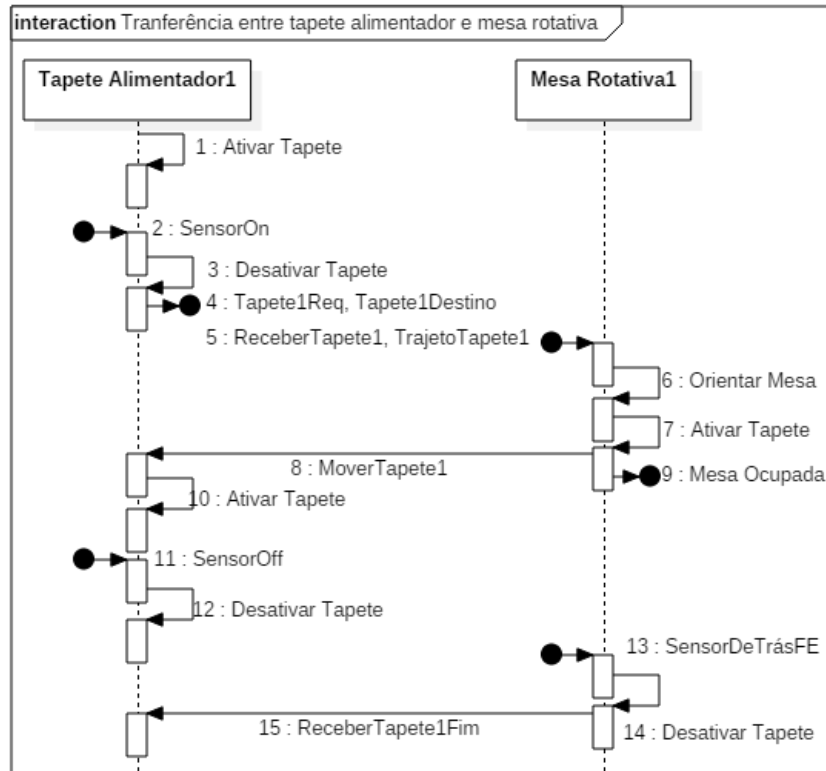 interaction Tranferência entre tapete alimentador e mesa rotativa
Tapete Alimentador1
Mesa Rotativa1
1 : Ativar Tapete
2 : SensorOn
3 : Desativar Tapete
4 : Tapete1Req, Tapete1Destino
5 : ReceberTapete1, TrajetoTapete1
6 : Orientar Mesa
7 : Ativar Tapete
8 : MoverTapete1
9 : Mesa Ocupada
10 : Ativar Tapete
11 : SensorOff
12 : Desativar Tapete
13 : SensorDeTrásFE
14 : Desativar Tapete
15 : ReceberTapete1Fim